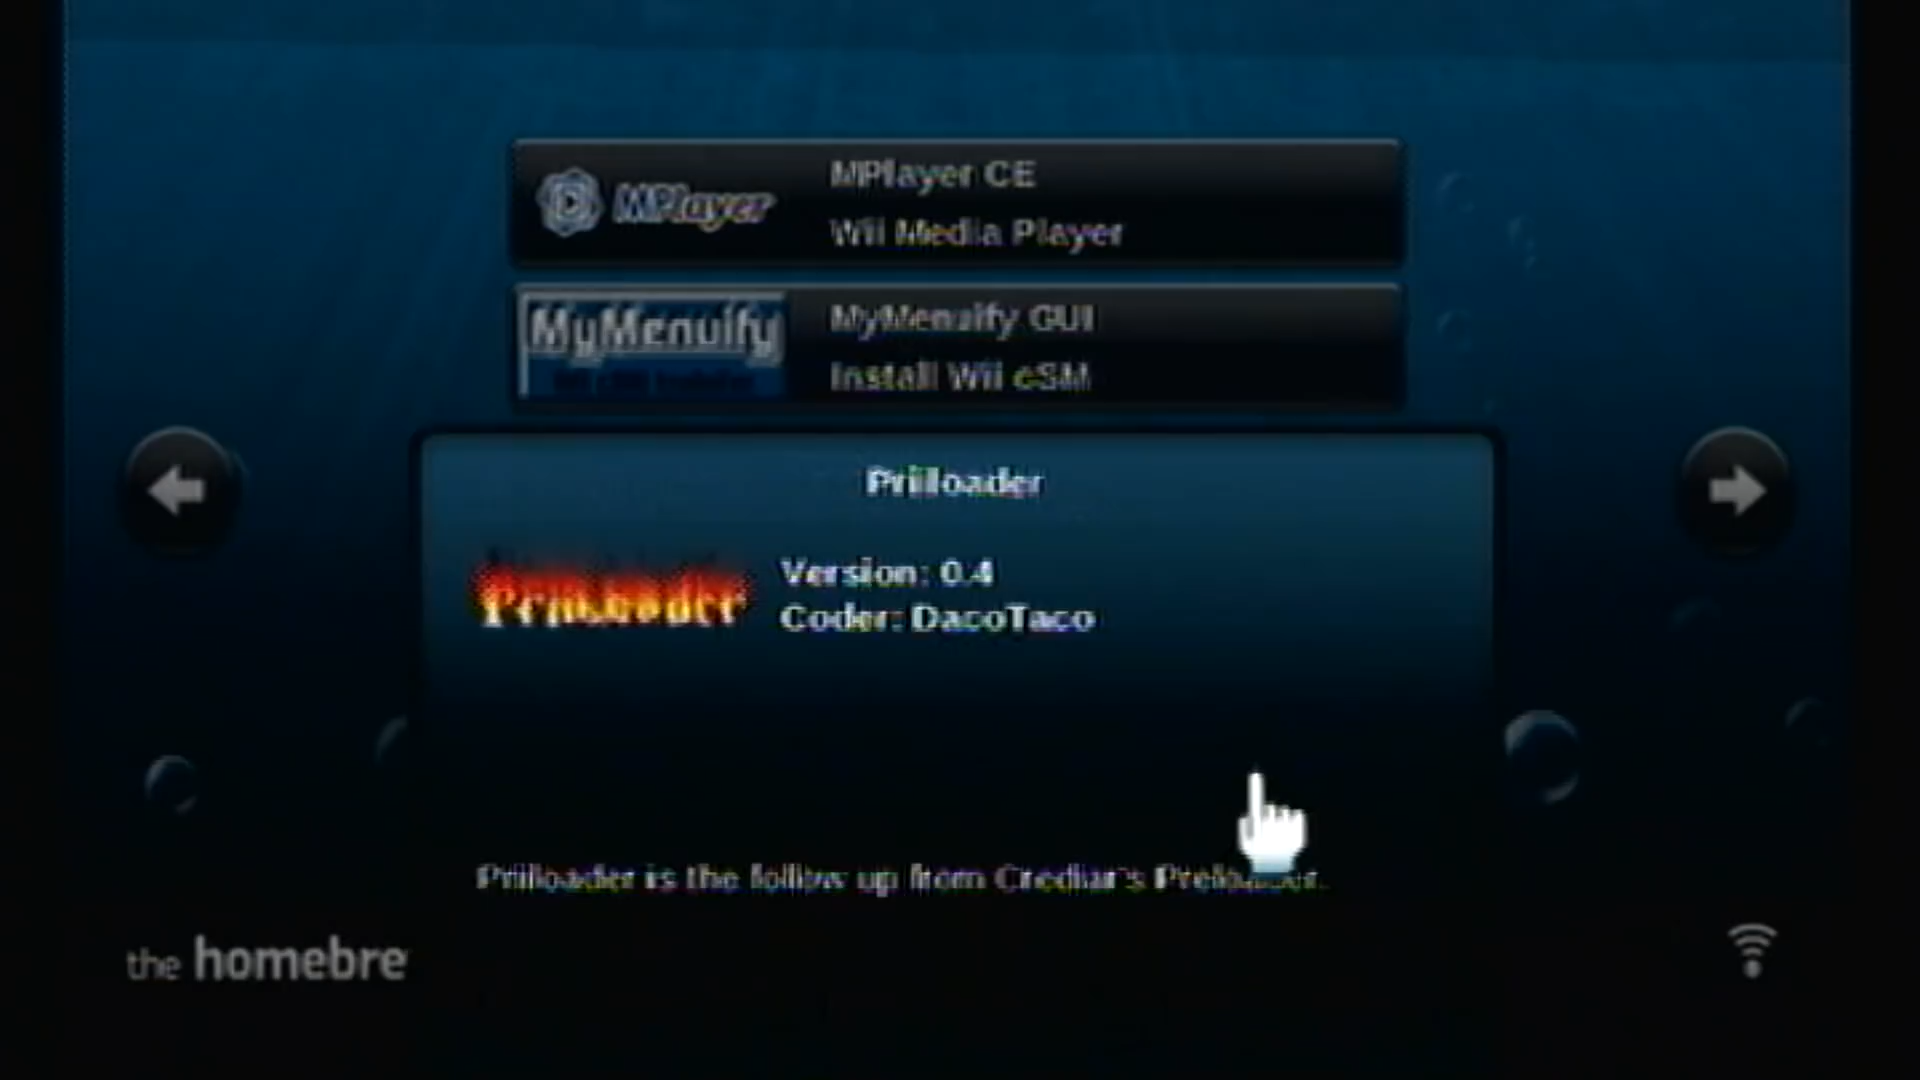 MPlayer
MPlayer CE
Wii Media Player
MyMenuify
MyMenuify GUI
Install Wii cSM
Priiloader
PriiLoader
Version: 0.4
Coder: DacoTaco
Priiloader is the follow up from Crediar's Preloader.
the homebre